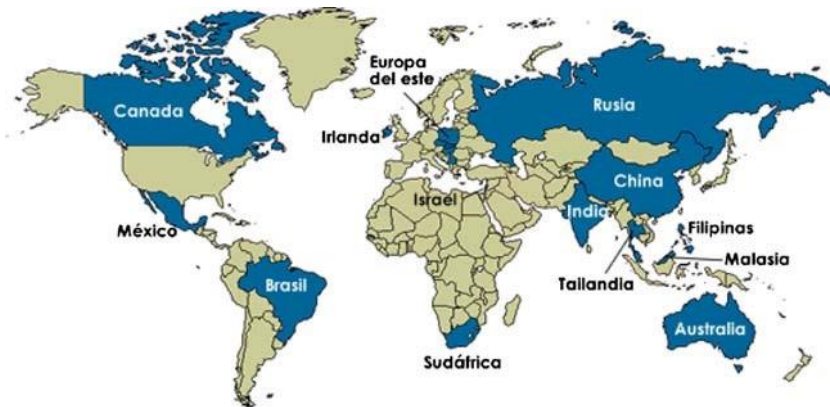 Europa
del este
Canada
Rusia
Irlanda
China
Israel
India
México
Filipinas
Malasia
Tailandia
Brasil
Australia
Sudáfrica